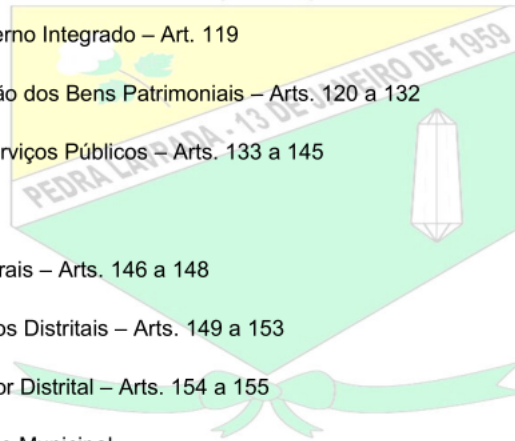 erno Integrado – Art. 119
ão dos Bens Patrimoniais – Arts. 120 a 132
rviços Públicos – Arts. 133 a 145
PEDRA LAVRADA - 13 DE JANEIRO DE 1959
rais – Arts. 146 a 148
os Distritais – Arts. 149 a 153
or Distrital – Arts. 154 a 155
Municipal